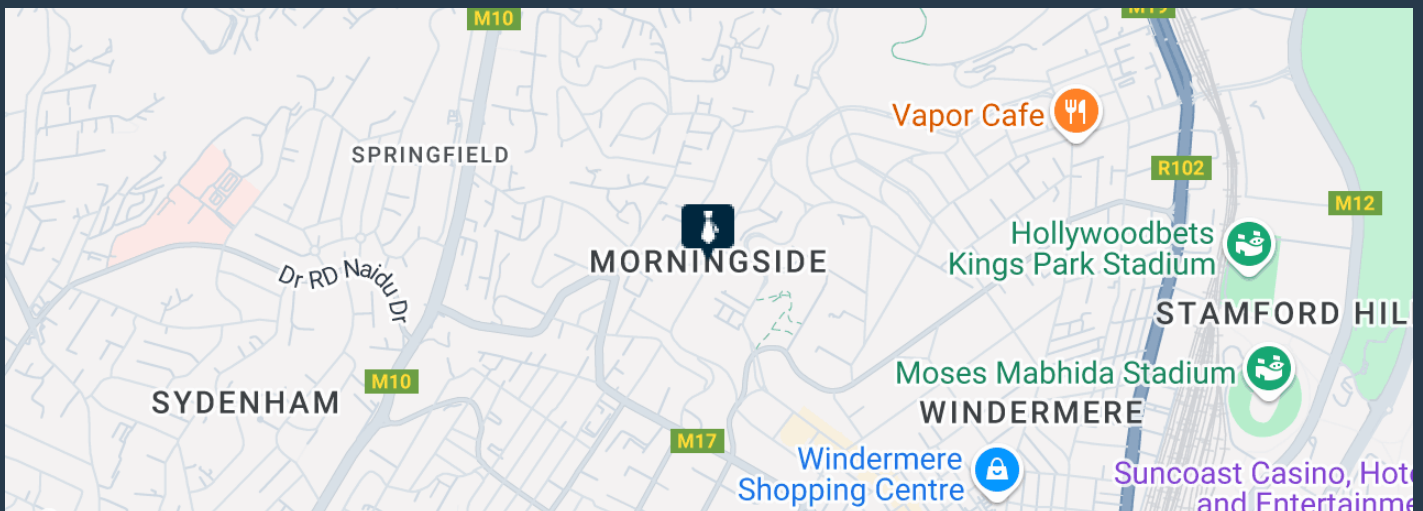 M10
M19
Vapor Cafe
SPRINGFIELD
R102
M12
Hollywoodbets
Kings Park Stadium
MORNINGSIDE
Dr RD Naidu Dr
STAMFORD HIL
Moses Mabhida Stadium
M10
SYDENHAM
WINDERMERE
M17
Windermere
Shopping Centre
Suncoast Casino, Hote
and Entertainme